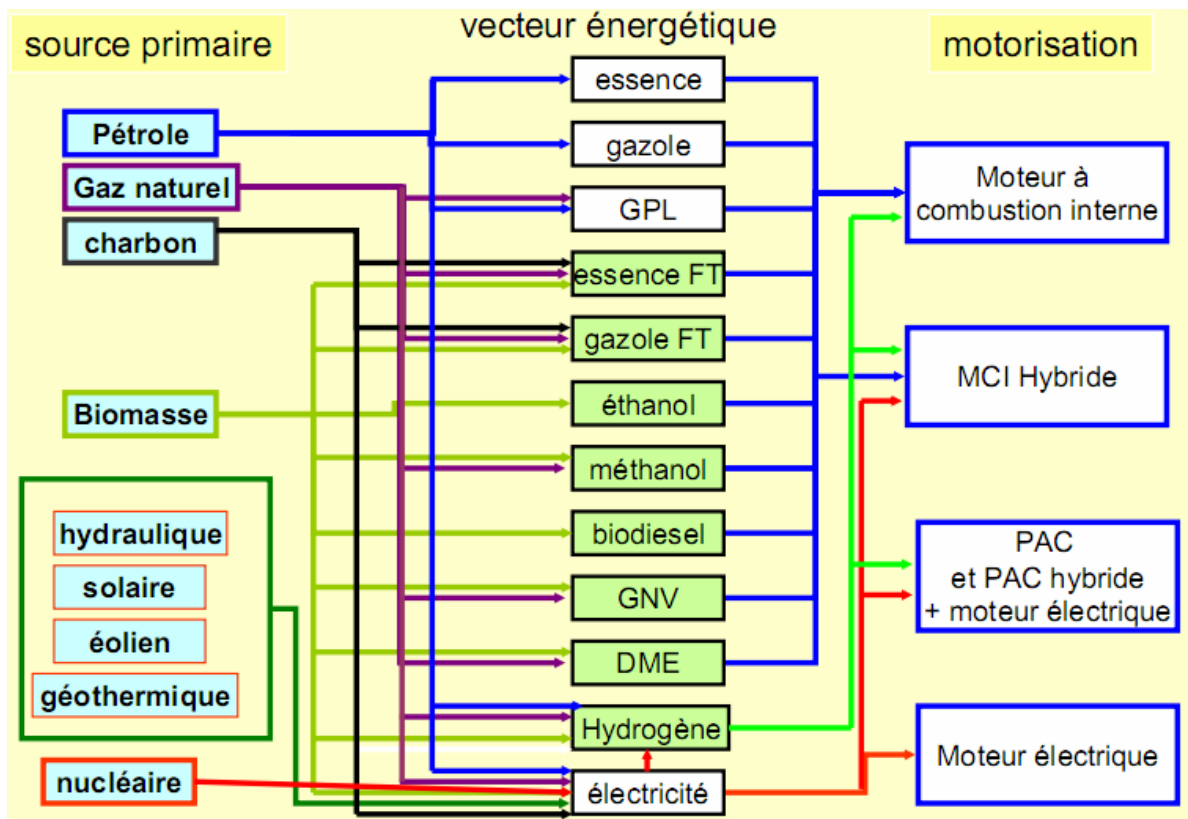 source primaire
vecteur énergétique
motorisation
Pétrole
Gaz naturel
charbon
Biomasse
hydraulique
solaire
éolien
géothermique
nucléaire
essence
gazole
GPL
essence FT
gazole FT
éthanol
méthanol
biodiesel
GNV
DME
Hydrogène
électricité
Moteur à
combustion interne
MCI Hybride
PAC
et PAC hybride
+ moteur électrique
Moteur électrique